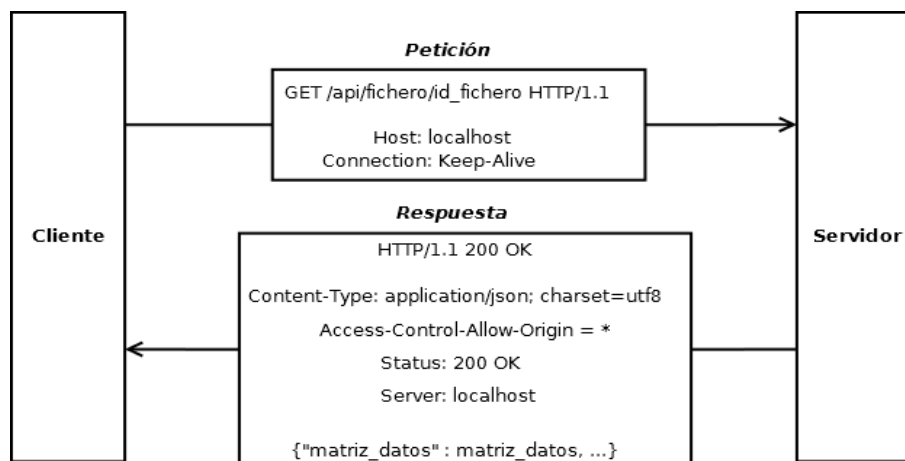 Petición
GET /api/fichero/id_fichero HTTP/1.1
Host: localhost
Connection: Keep-Alive
Respuesta
Cliente
Servidor
HTTP/1.1 200 OK
Content-Type: application/json; charset=utf8
Access-Control-Allow-Origin = *
Status: 200 OK
Server: localhost
{"matriz_datos" : matriz_datos, ...}